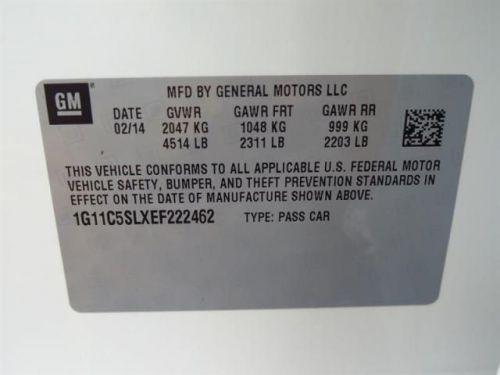 GM
MFD BY GENERAL MOTORS LLC
DATE GVWR GAWR FRT GAWR RR
02/14 2047 KG 1048 KG 999 KG
4514 LB 2311 LB 2203 LB
THIS VEHICLE CONFORMS TO ALL APPLICABLE U.S. FEDERAL MOTOR
VEHICLE SAFETY, BUMPER, AND THEFT PREVENTION STANDARDS IN
EFFECT ON THE DATE OF MANUFACTURE SHOWN ABOVE.
1G11C5SLXEF222462 TYPE: PASS CAR